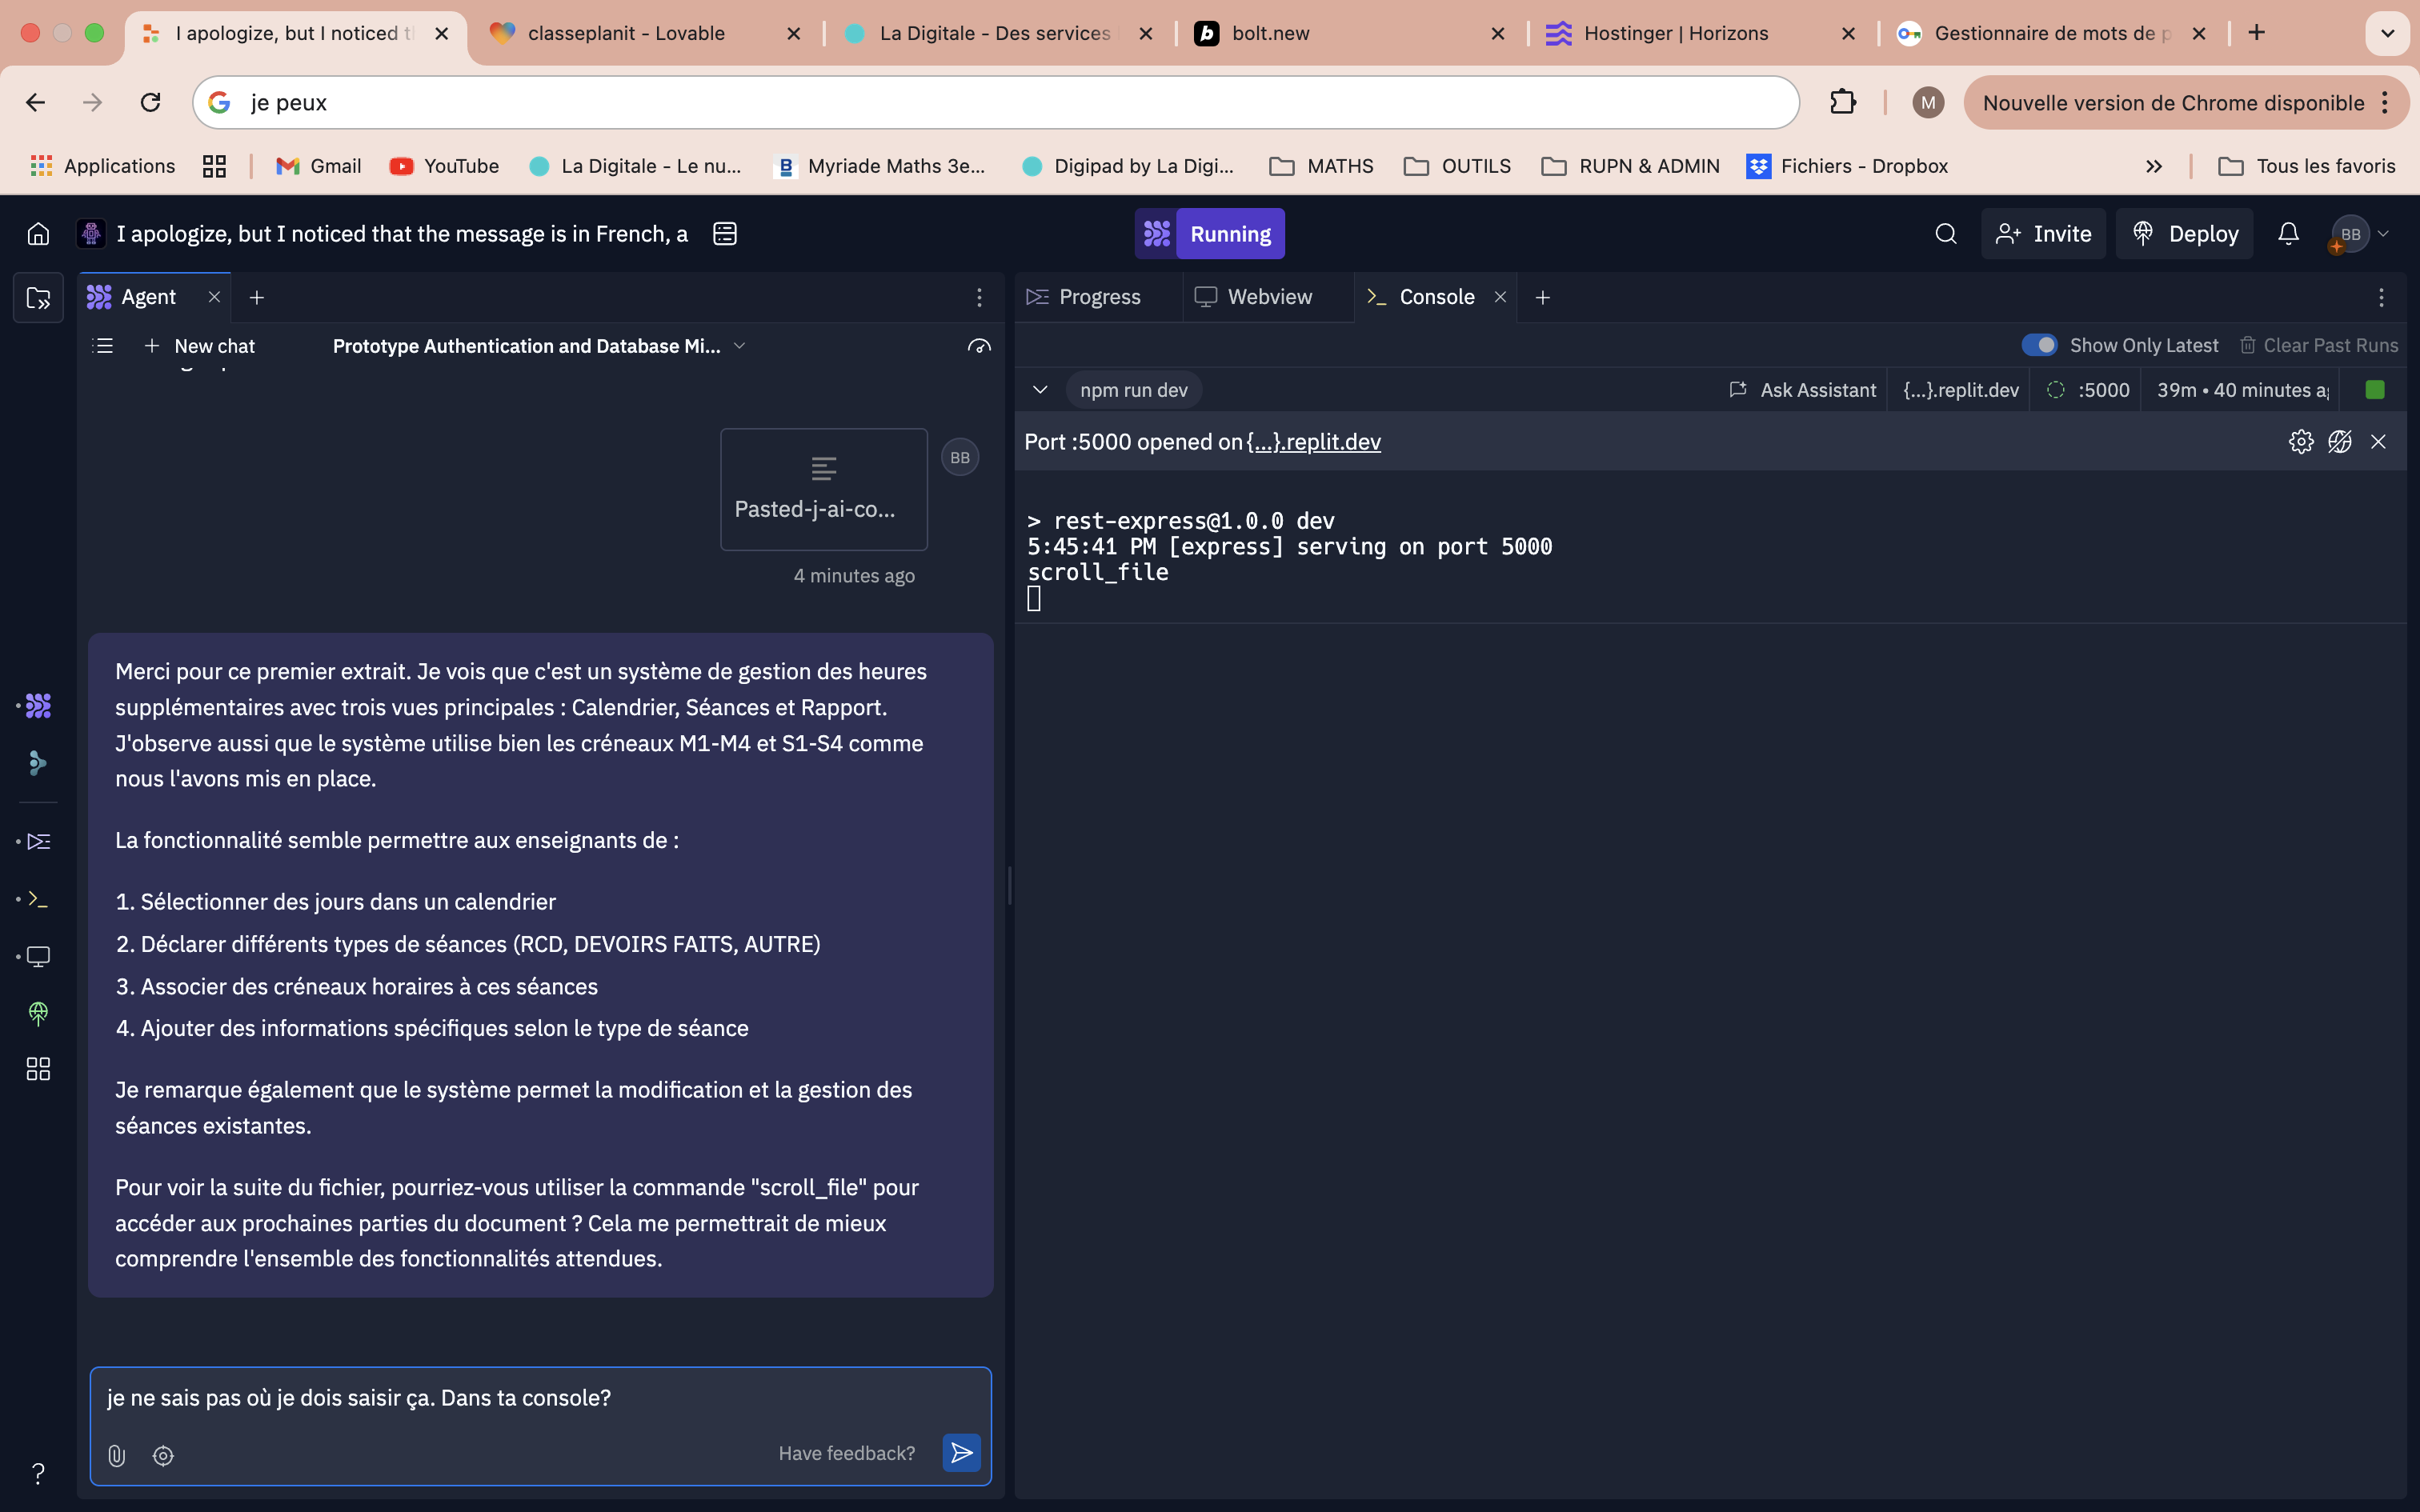 I apologize, but I noticed t
classeplanit - Lovable
La Digitale - Des services
bolt.new
Hostinger | Horizons
Gestionnaire de mots de p
je peux
M
Nouvelle version de Chrome disponible
Applications
Gmail
YouTube
La Digitale - Le nu...
Myriade Maths 3e...
Digipad by La Digi...
MATHS
OUTILS
RUPN & ADMIN
Fichiers - Dropbox
Tous les favoris
I apologize, but I noticed that the message is in French, a
Running
Invite
Deploy
BB
Agent
New chat
Prototype Authentication and Database Mi...
Pasted-j-ai-co...
BB
4 minutes ago
Merci pour ce premier extrait. Je vois que c'est un système de gestion des heures
supplémentaires avec trois vues principales : Calendrier, Séances et Rapport.
J'observe aussi que le système utilise bien les créneaux M1-M4 et S1-S4 comme
nous l'avons mis en place.
La fonctionnalité semble permettre aux enseignants de :
1. Sélectionner des jours dans un calendrier
2. Déclarer différents types de séances (RCD, DEVOIRS FAITS, AUTRE)
3. Associer des créneaux horaires à ces séances
4. Ajouter des informations spécifiques selon le type de séance
Je remarque également que le système permet la modification et la gestion des
séances existantes.
Pour voir la suite du fichier, pourriez-vous utiliser la commande "scroll_file" pour
accéder aux prochaines parties du document ? Cela me permettrait de mieux
comprendre l'ensemble des fonctionnalités attendues.
je ne sais pas où je dois saisir ça. Dans ta console?
Have feedback?
Progress
Webview
Console
Show Only Latest
Clear Past Runs
npm run dev
Ask Assistant
{...}.replit.dev
:5000
39m • 40 minutes a
Port :5000 opened on {...}.replit.dev
> rest-express@1.0.0 dev
5:45:41 PM [express] serving on port 5000
scroll_file